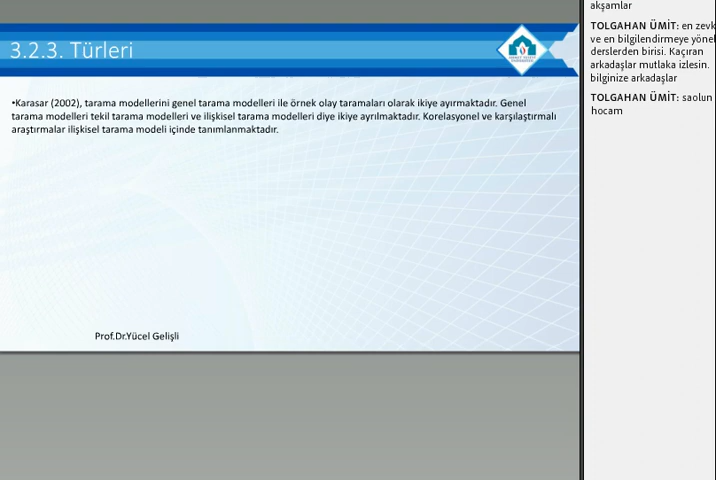 3.2.3. Türleri
•Karasar (2002), tarama modellerini genel tarama modelleri ile örnek olay taramaları olarak ikiye ayırmaktadır. Genel
tarama modelleri tekil tarama modelleri ve ilişkisel tarama modelleri diye ikiye ayrılmaktadır. Korelasyonel ve karşılaştırmalı
araştırmalar ilişkisel tarama modeli içinde tanımlanmaktadır.
Prof.Dr.Yücel Gelişli
akşamlar
TOLGAHAN ÜMİT: en zevk
ve en bilgilendirmeye yönel
derslerden birisi. Kaçıran
arkadaşlar mutlaka izlesin.
bilginize arkadaşlar
TOLGAHAN ÜMİT: saolun
hocam